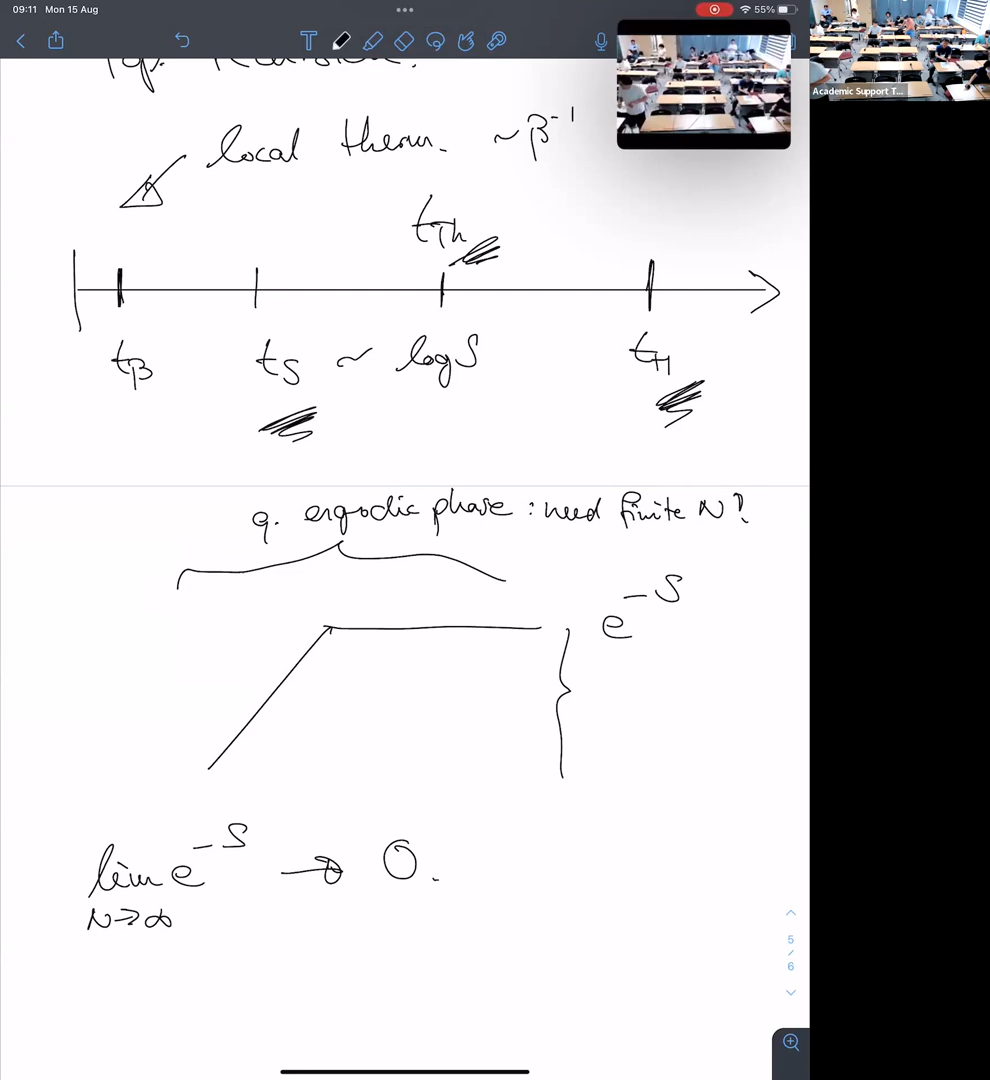 09:11 Mon 15 Aug
55%
Academic Support T...
local therm. ~ β⁻¹
t_Th
t_β t_S ~ log S t_H
q. ergodic phase : need finite N?
e^{-S}
lim e^{-S} → 0.
N→∞
5
/
6